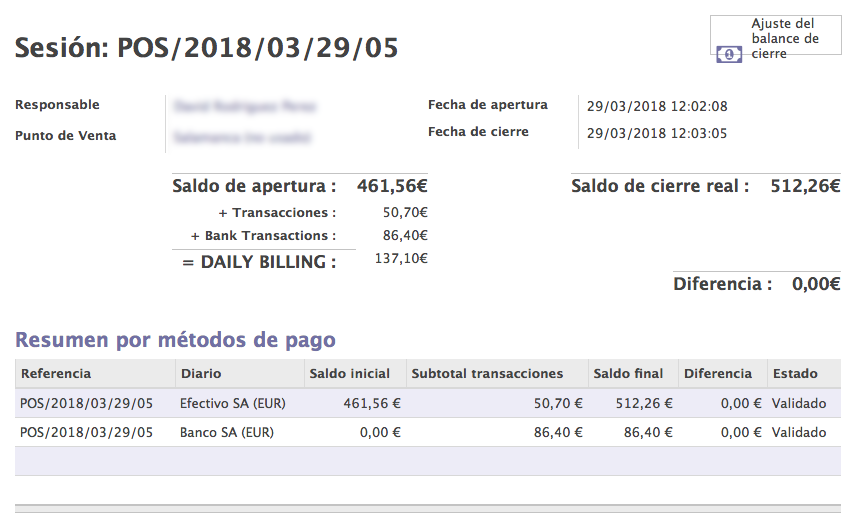 Sesión: POS/2018/03/29/05
Ajuste del
balance de
cierre
Responsable
Fecha de apertura 29/03/2018 12:02:08
Punto de Venta
Fecha de cierre 29/03/2018 12:03:05
Saldo de apertura : 461,56€ Saldo de cierre real : 512,26€
+ Transacciones : 50,70€
+ Bank Transactions : 86,40€
= DAILY BILLING : 137,10€
Diferencia : 0,00€
Resumen por métodos de pago
Referencia Diario Saldo inicial Subtotal transacciones Saldo final Diferencia Estado
POS/2018/03/29/05 Efectivo SA (EUR) 461,56 € 50,70 € 512,26 € 0,00 € Validado
POS/2018/03/29/05 Banco SA (EUR) 0,00 € 86,40 € 86,40 € 0,00 € Validado